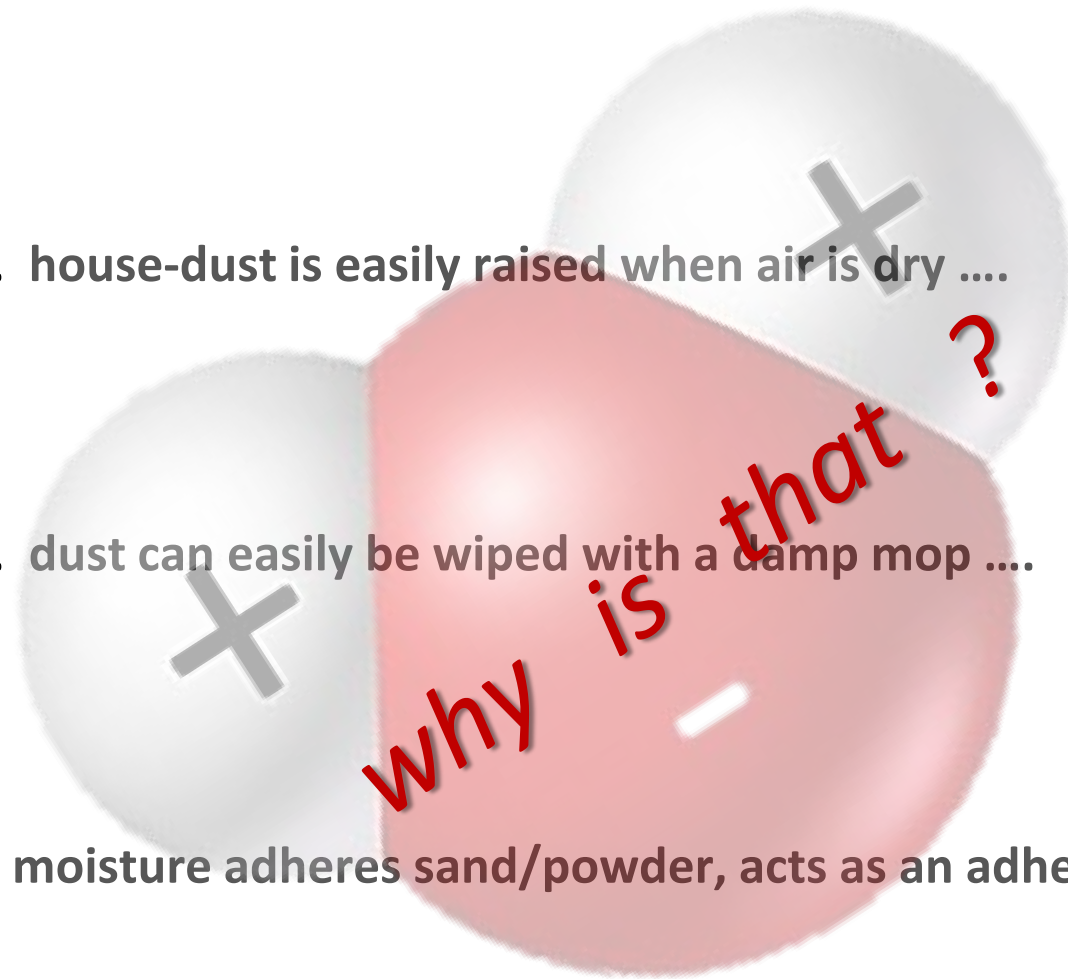 . house-dust is easily raised when air is dry ....
. dust can easily be wiped with a damp mop ....
why is that ?
moisture adheres sand/powder, acts as an adhe
+
+
-